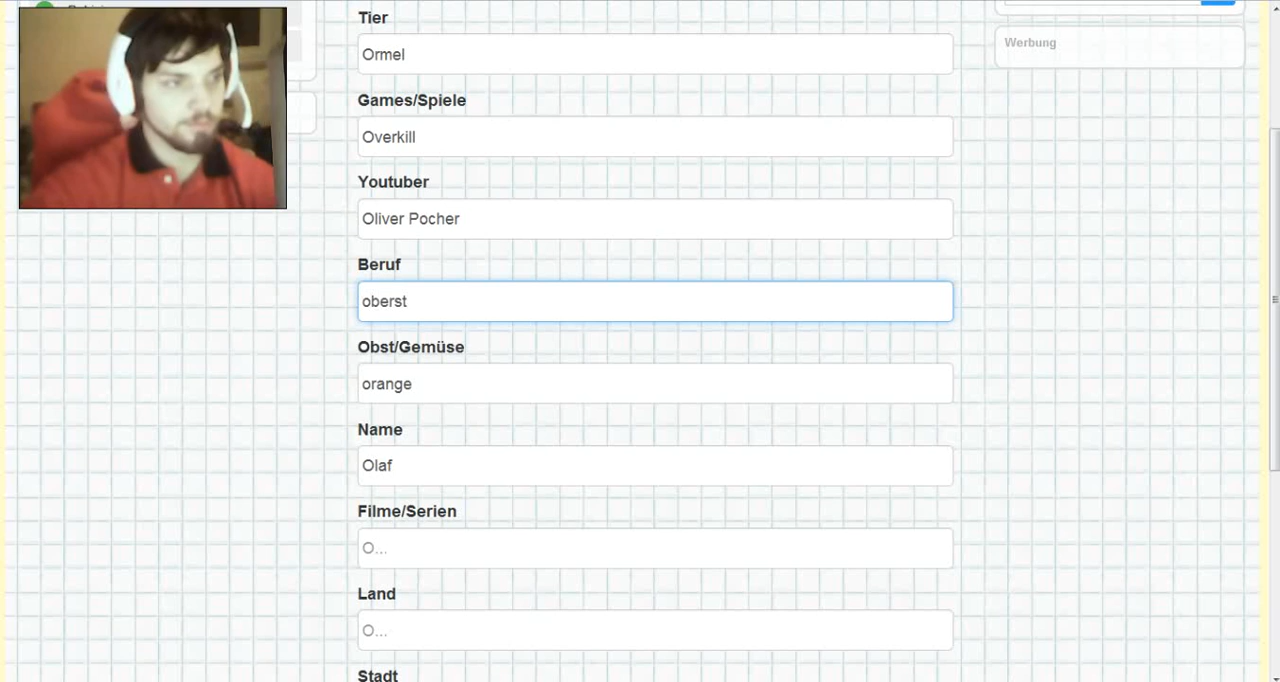 Tier
Ormel
Games/Spiele
Overkill
Youtuber
Oliver Pocher
Beruf
oberst
Obst/Gemüse
orange
Name
Olaf
Filme/Serien
O...
Land
O...
Stadt
Werbung